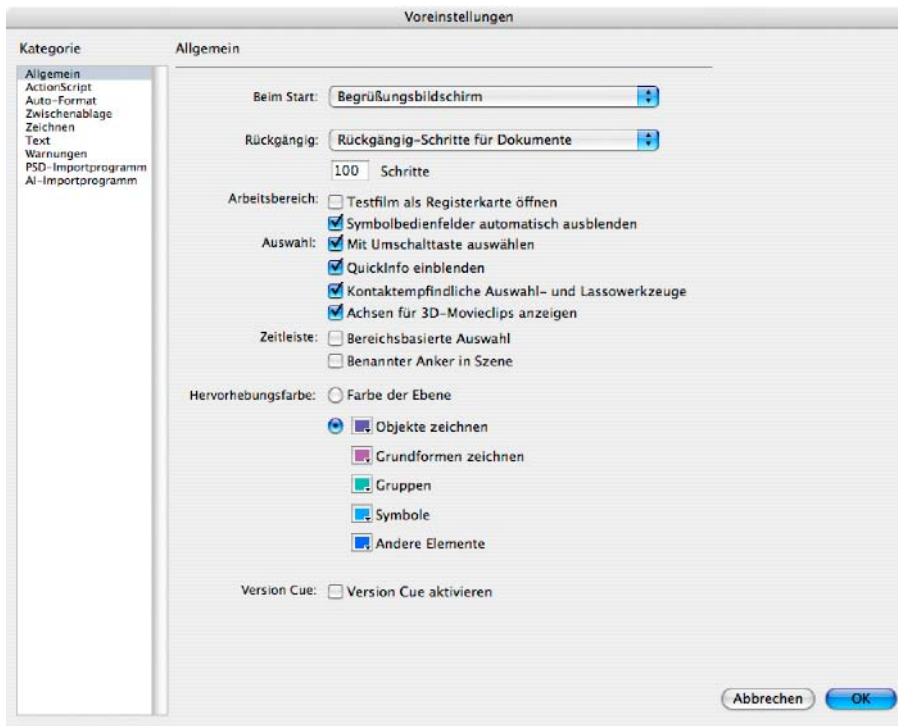 Voreinstellungen
Kategorie
Allgemein
ActionScript
Auto-Format
Zwischenablage
Zeichnen
Text
Warnungen
PSD-Importprogramm
AI-Importprogramm
Allgemein
Beim Start: Begrüßungsbildschirm
Rückgängig: Rückgängig-Schritte für Dokumente
100 Schritte
Arbeitsbereich: Testfilm als Registerkarte öffnen
Symbolbedienfelder automatisch ausblenden
Auswahl: Mit Umschalttaste auswählen
QuickInfo einblenden
Kontaktempfindliche Auswahl- und Lassowerkzeuge
Achsen für 3D-Movieclips anzeigen
Zeitleiste: Bereichsbasierte Auswahl
Benannter Anker in Szene
Hervorhebungsfarbe: Farbe der Ebene
Objekte zeichnen
Grundformen zeichnen
Gruppen
Symbole
Andere Elemente
Version Cue: Version Cue aktivieren
Abbrechen OK